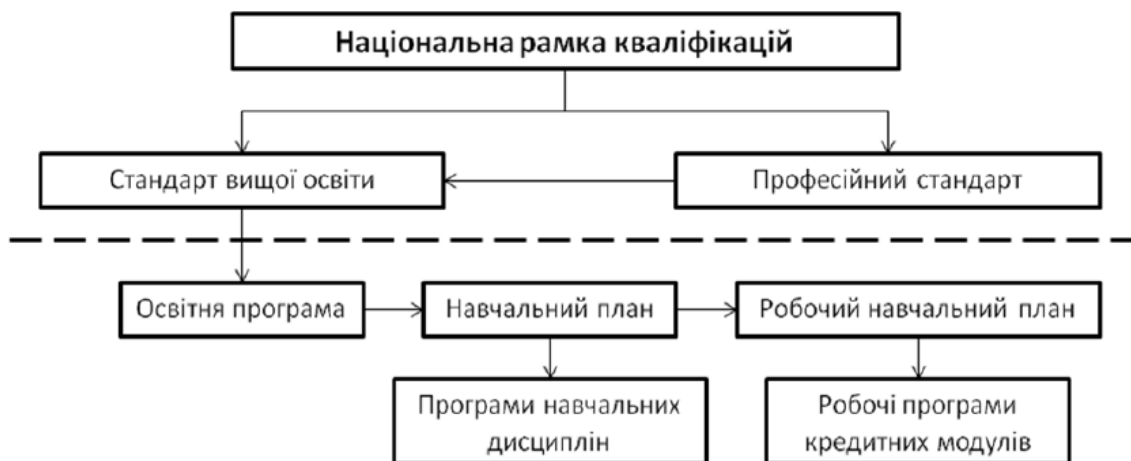 Національна рамка кваліфікацій
Стандарт вищої освіти
Професійний стандарт
Освітня програма
Навчальний план
Робочий навчальний план
Програми навчальних
дисциплін
Робочі програми
кредитних модулів